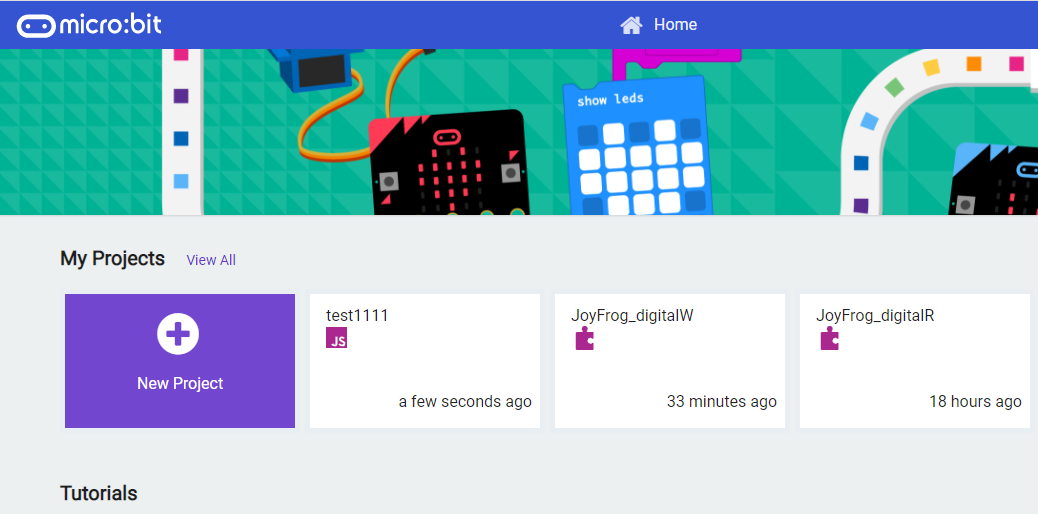 micro:bit
Home
show leds
My Projects View All
New Project
test1111
JS
a few seconds ago
JoyFrog_digitalW
33 minutes ago
JoyFrog_digitalR
18 hours ago
Tutorials